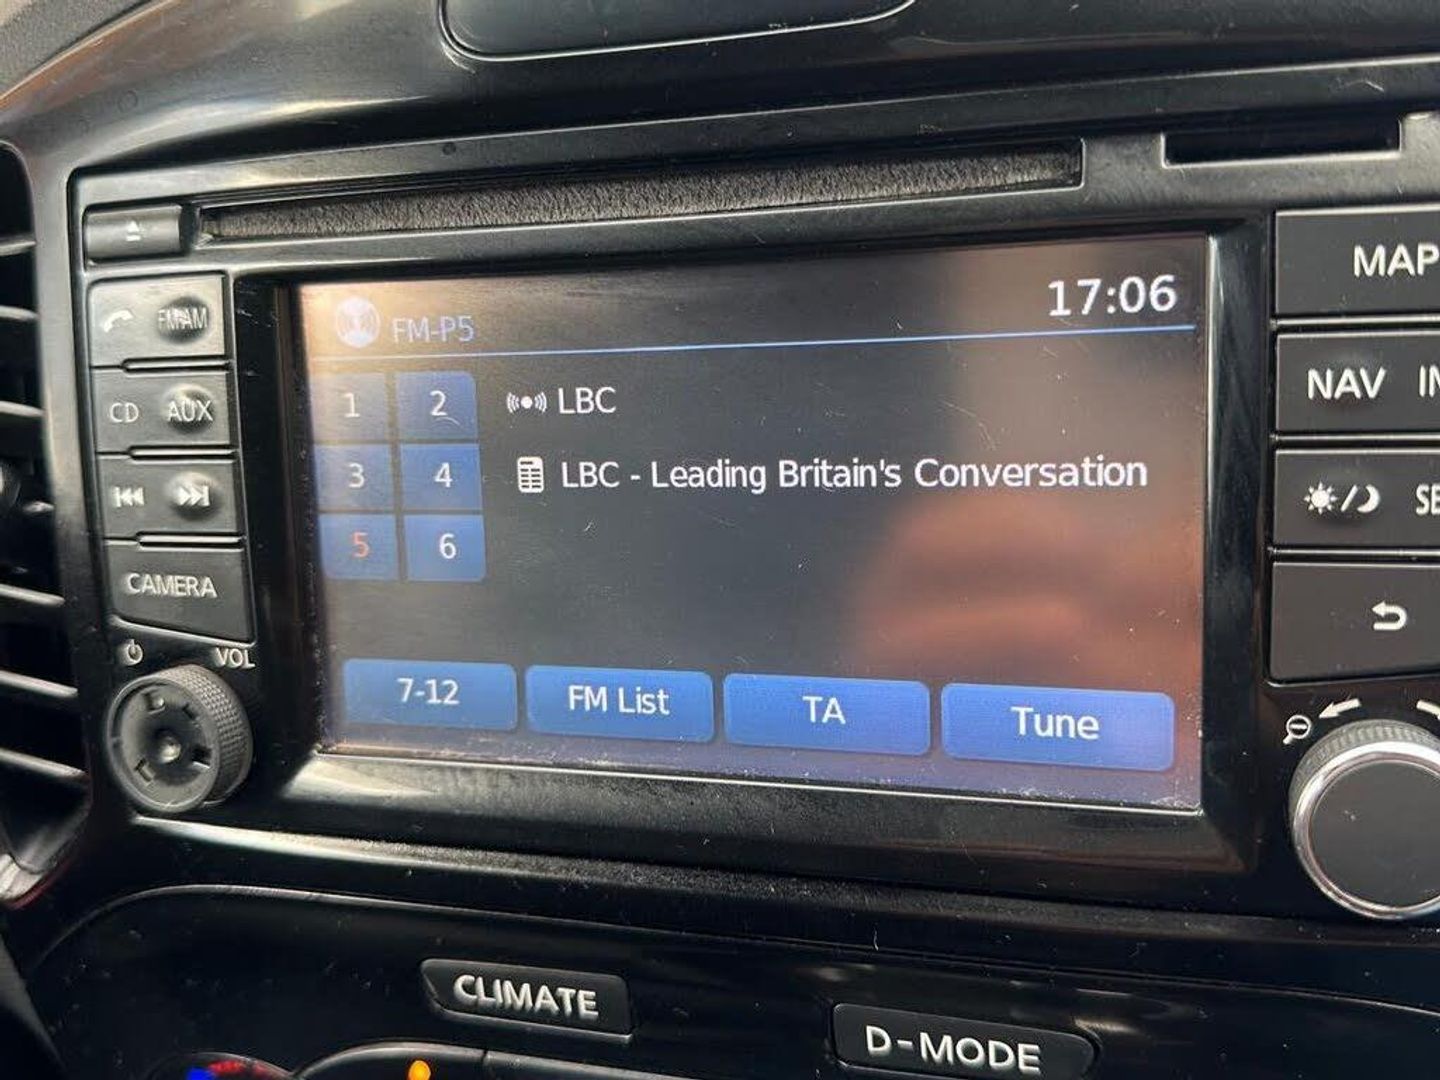 17:06
FM-P5
1 2
LBC
3 4
LBC - Leading Britain's Conversation
5 6
7-12 FM List TA Tune
FM·AM
CD AUX
CAMERA
VOL
MAP
NAV
CLIMATE
D-MODE